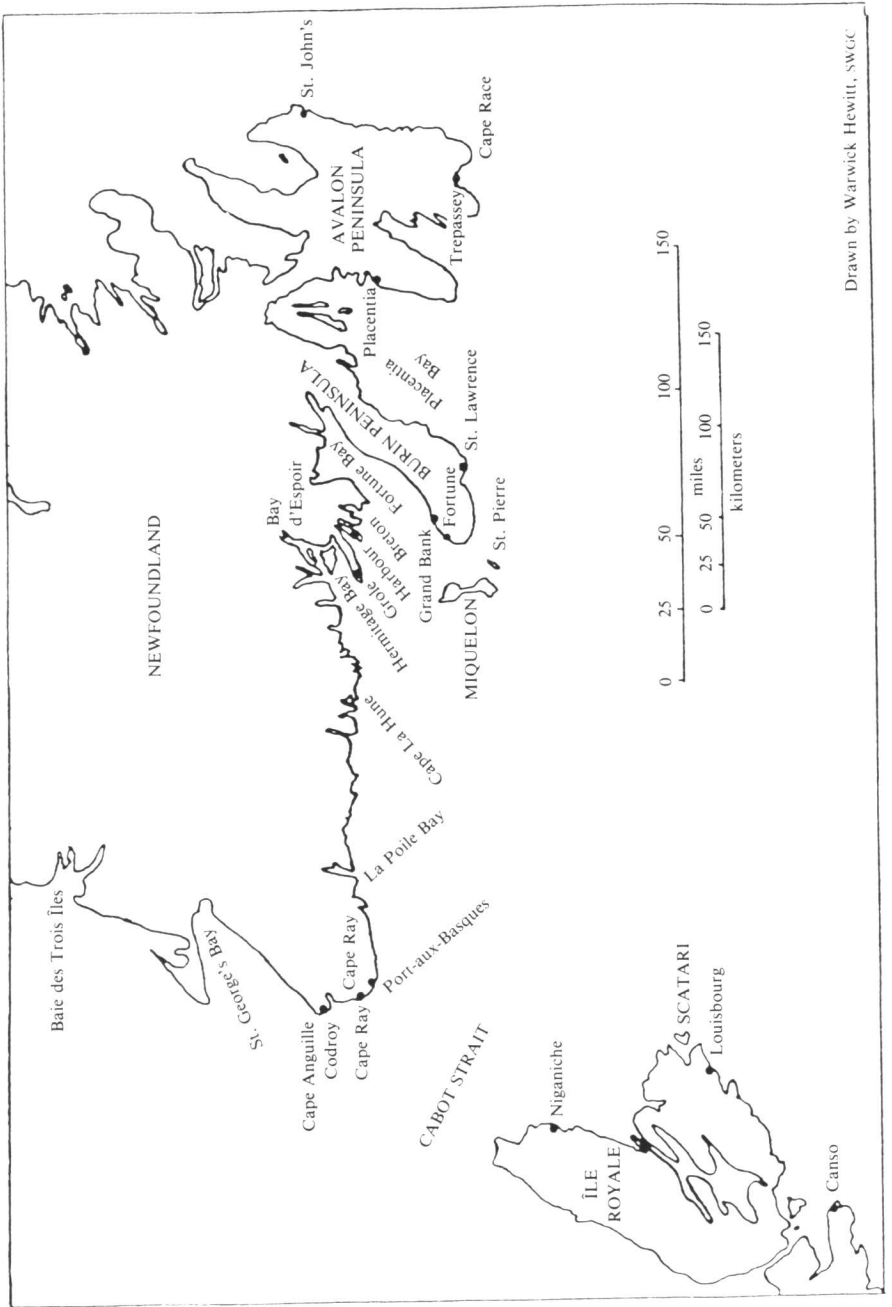 St. John's
Cape Race
AVALON
PENINSULA
Trepassey
Placentia
Placentia
Bay
BURIN PENINSULA
St. Lawrence
Fortune Bay
Fortune
Grand Bank
St. Pierre
MIQUELON
Bay
d'Espoir
Harbour
Breton
Grole
Hermitage Bay
NEWFOUNDLAND
Cape La Hune
La Poile Bay
Baie des Trois Îles
St. George's Bay
Cape Anguille
Codroy
Cape Ray
Cape Ray
Port-aux-Basques
CABOT STRAIT
Niganiche
ÎLE
ROYALE
SCATARI
Louisbourg
Canso
0 25 50 100 150
miles
0 25 50 100 150
kilometers
Drawn by Warwick Hewitt, SWGC